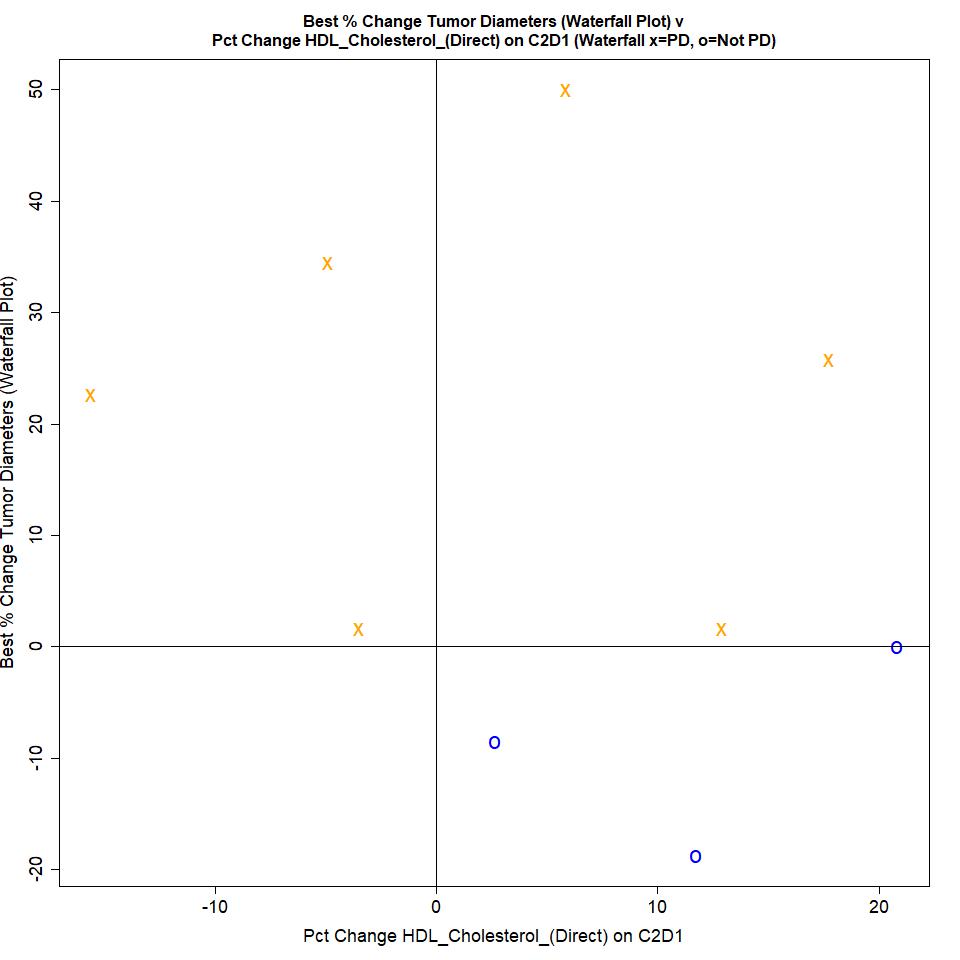 Best % Change Tumor Diameters (Waterfall Plot) v
Pct Change HDL_Cholesterol_(Direct) on C2D1 (Waterfall x=PD, o=Not PD)
Best % Change Tumor Diameters (Waterfall Plot)
50
40
30
20
10
0
-10
-20
X
X
X
X
X
X
O
O
O
-10
0
10
20
Pct Change HDL_Cholesterol_(Direct) on C2D1